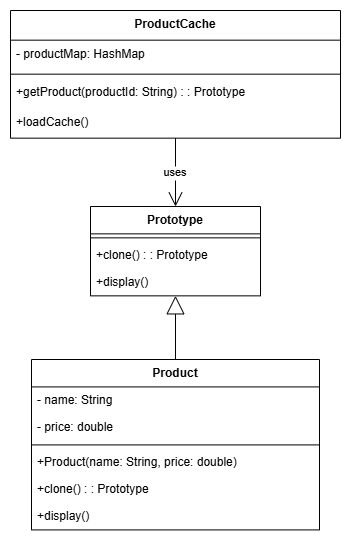 ProductCache
- productMap: HashMap
+getProduct(productId: String) : : Prototype
+loadCache()
uses
Prototype
+clone() : : Prototype
+display()
Product
- name: String
- price: double
+Product(name: String, price: double)
+clone() : : Prototype
+display()